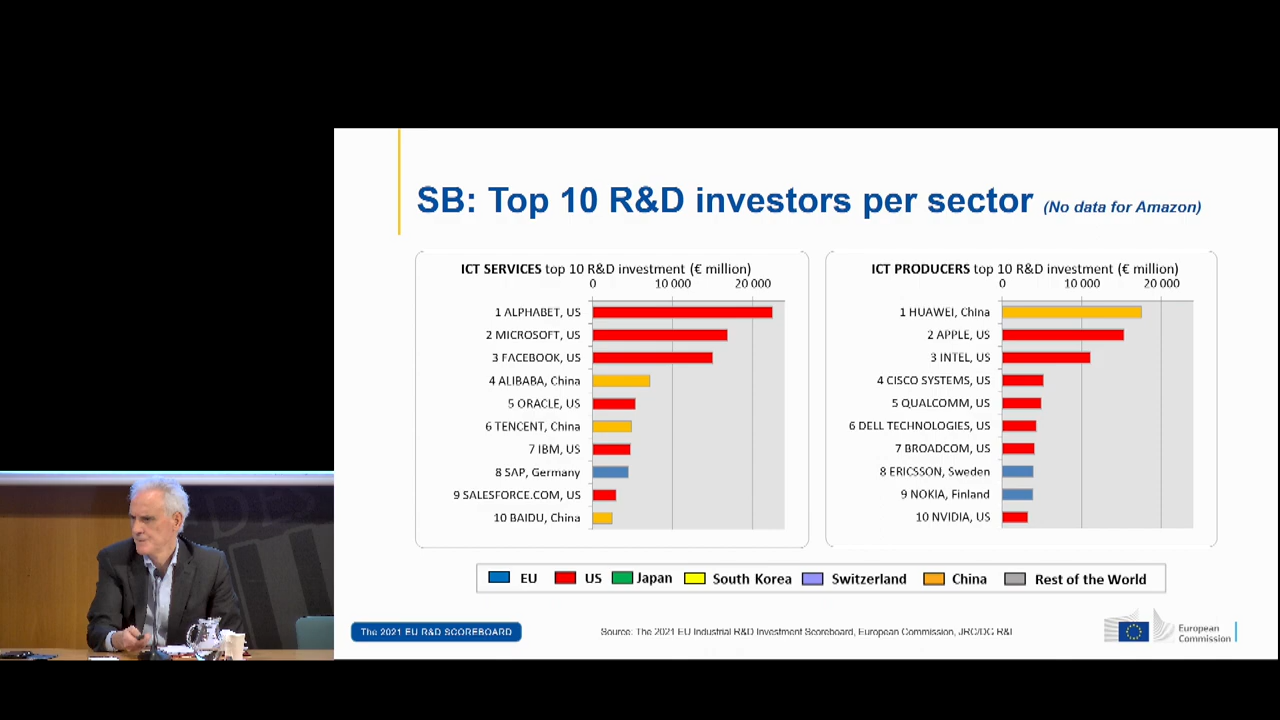 SB: Top 10 R&D investors per sector (No data for Amazon)
ICT SERVICES top 10 R&D investment (€ million)
0 10 000 20 000
1 ALPHABET, US
2 MICROSOFT, US
3 FACEBOOK, US
4 ALIBABA, China
5 ORACLE, US
6 TENCENT, China
7 IBM, US
8 SAP, Germany
9 SALESFORCE.COM, US
10 BAIDU, China
ICT PRODUCERS top 10 R&D investment (€ million)
0 10 000 20 000
1 HUAWEI, China
2 APPLE, US
3 INTEL, US
4 CISCO SYSTEMS, US
5 QUALCOMM, US
6 DELL TECHNOLOGIES, US
7 BROADCOM, US
8 ERICSSON, Sweden
9 NOKIA, Finland
10 NVIDIA, US
EU US Japan South Korea Switzerland China Rest of the World
The 2021 EU R&D SCOREBOARD
Source: The 2021 EU Industrial R&D Investment Scoreboard, European Commission, JRC/DG R&I
European
Commission